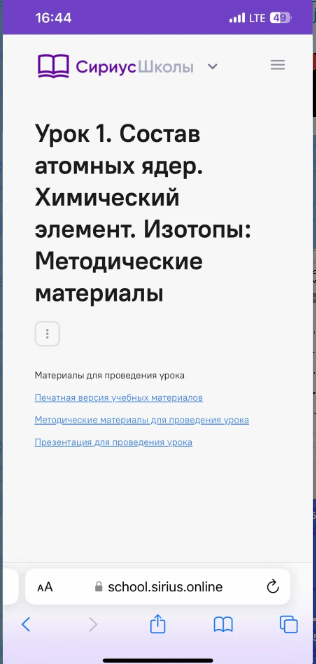 16:44
LTE 49
СириусШколы
Урок 1. Состав
атомных ядер.
Химический
элемент. Изотопы:
Методические
материалы
Материалы для проведения урока
Печатная версия учебных материалов
Методические материалы для проведения урока
Презентация для проведения урока
АА school.sirius.online